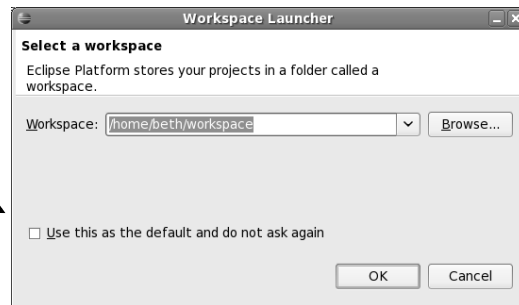 Workspace Launcher
Select a workspace
Eclipse Platform stores your projects in a folder called a
workspace.
Workspace: /home/beth/workspace Browse...
Use this as the default and do not ask again
OK Cancel